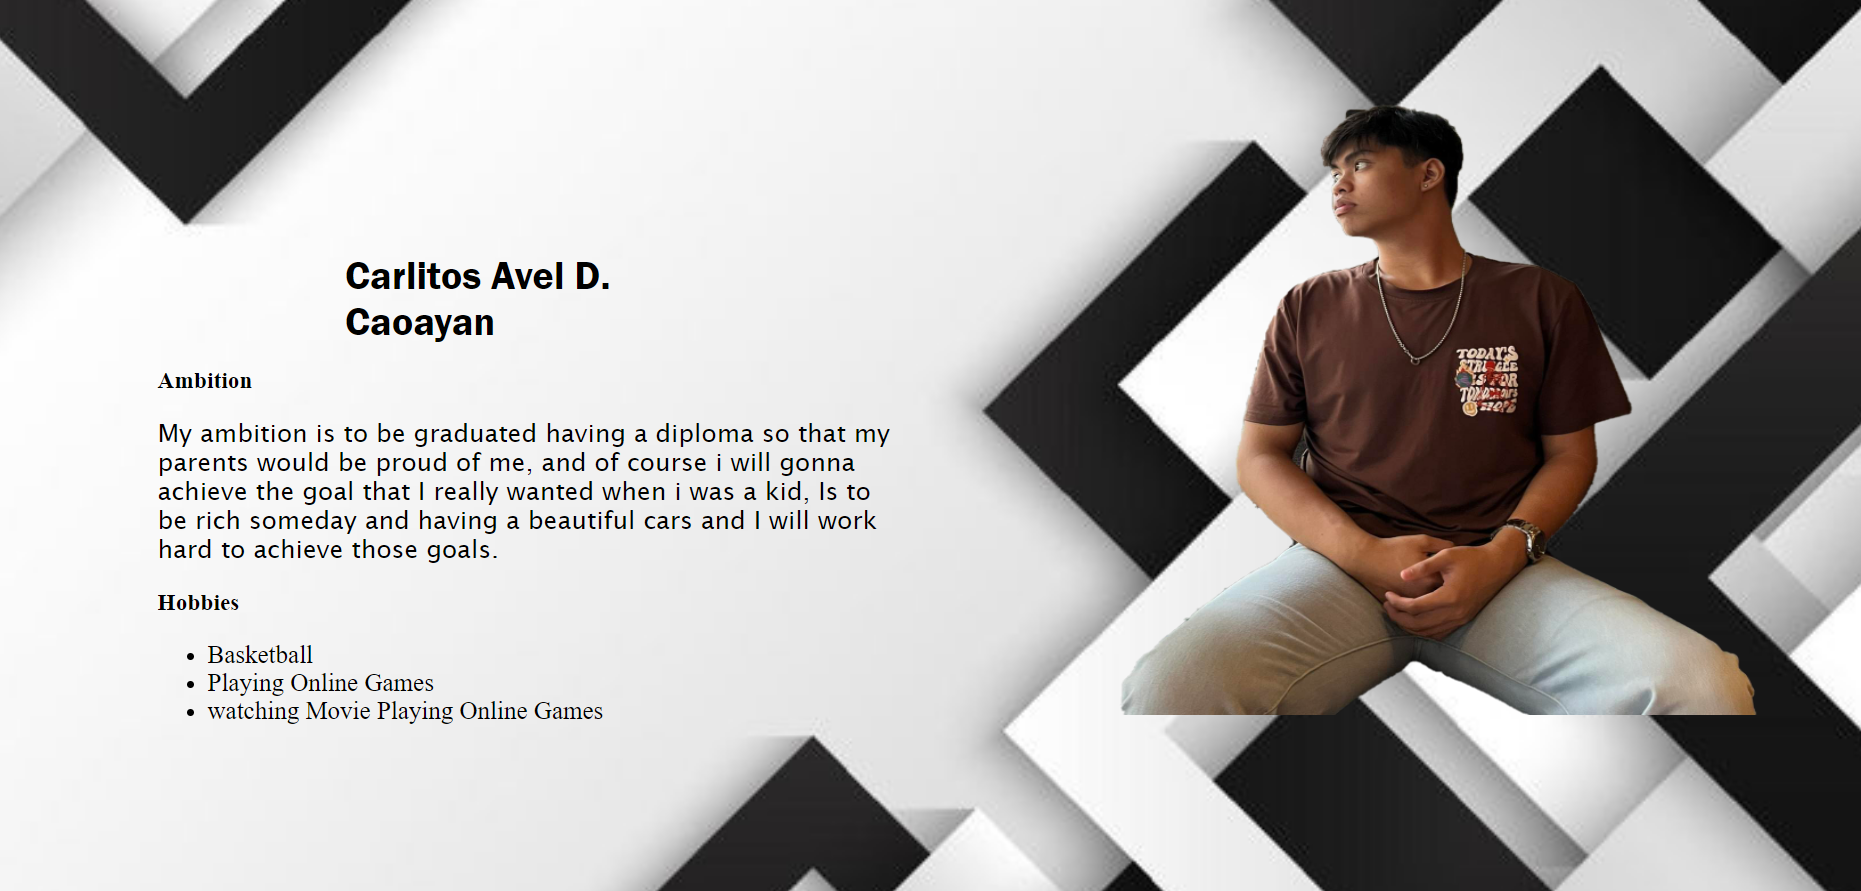 Carlitos Avel D.
Caoayan
Ambition
My ambition is to be graduated having a diploma so that my
parents would be proud of me, and of course i will gonna
achieve the goal that I really wanted when i was a kid, Is to
be rich someday and having a beautiful cars and I will work
hard to achieve those goals.
Hobbies
• Basketball
• Playing Online Games
• watching Movie Playing Online Games
TODAY'S
STRUGGLE
IS FOR
TOMORROW'S
HOPE